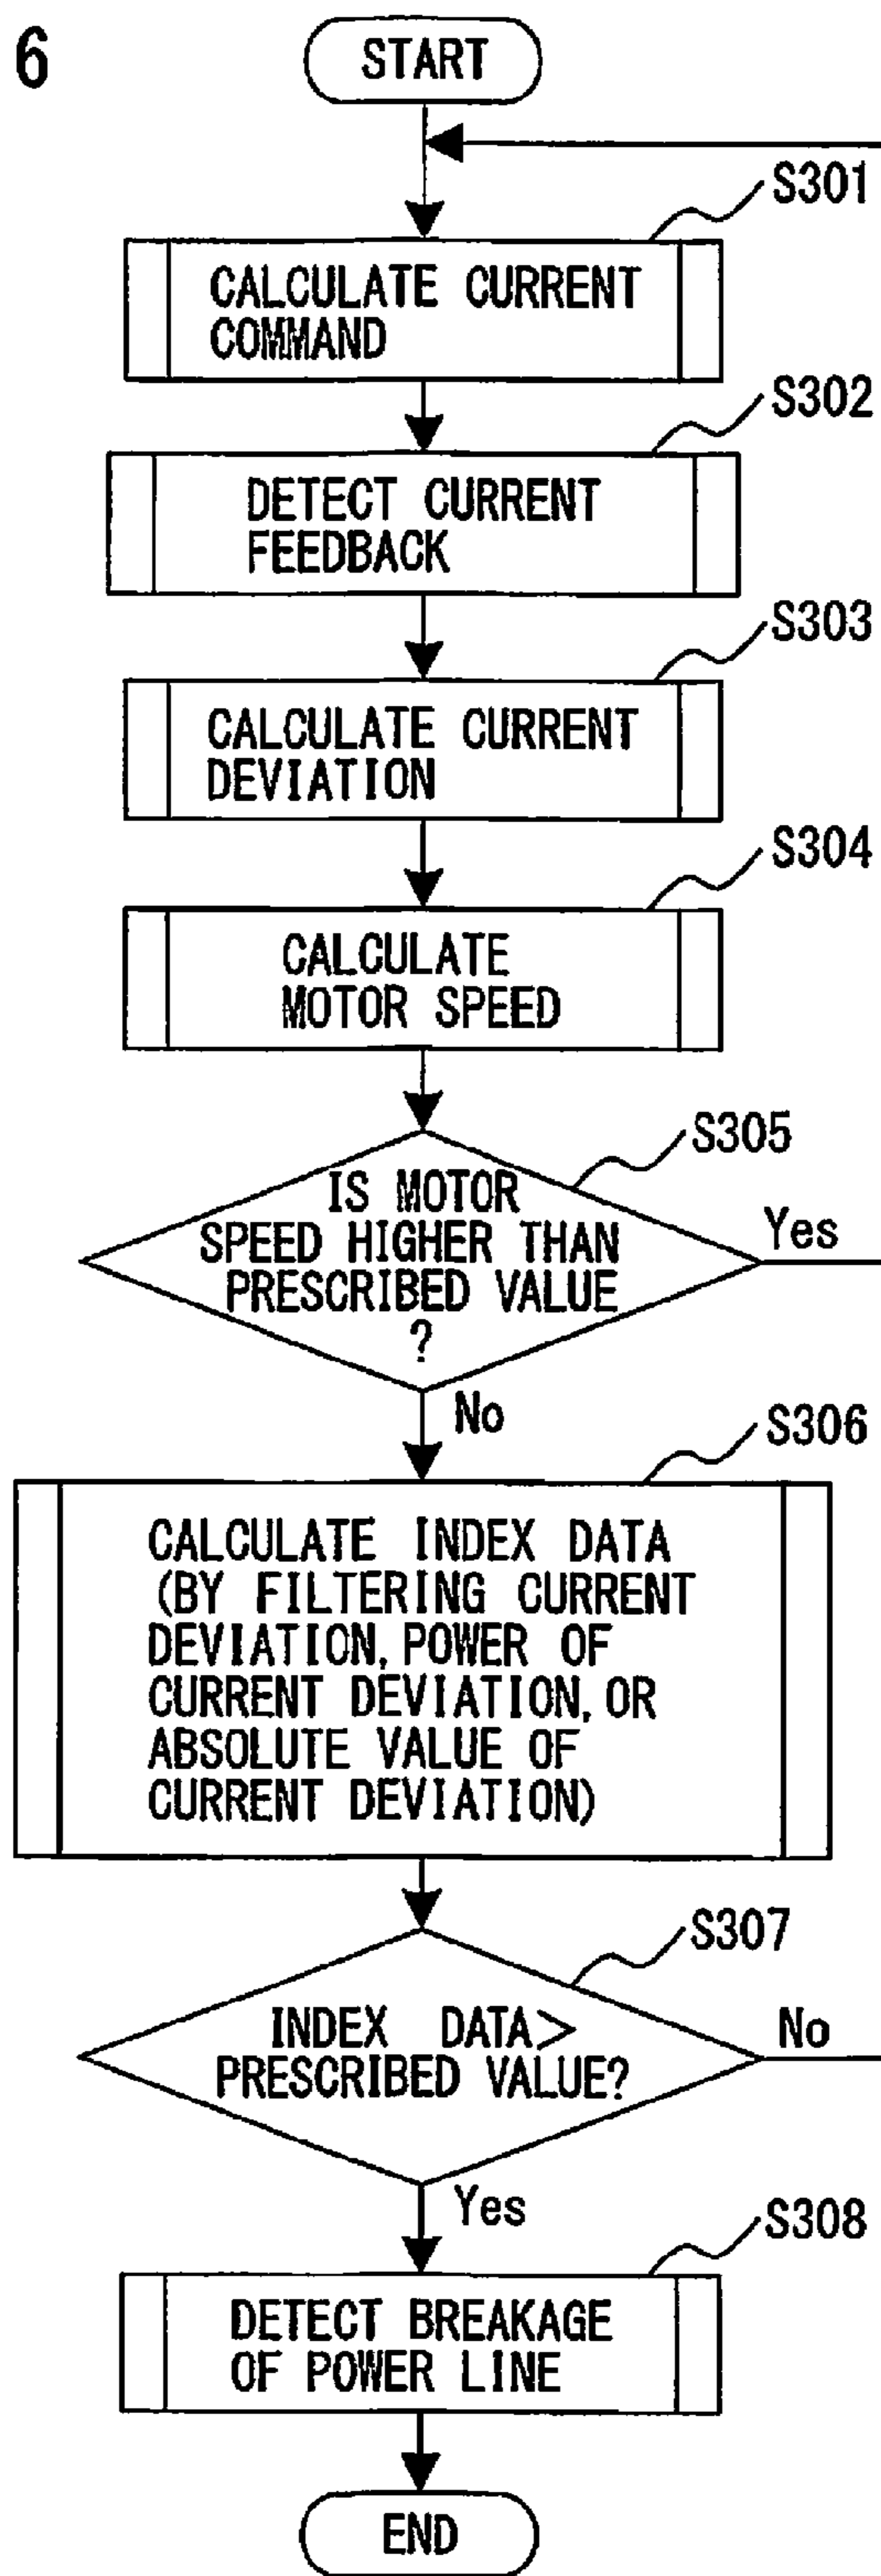 6
START
S301
CALCULATE CURRENT
COMMAND
S302
DETECT CURRENT
FEEDBACK
S303
CALCULATE CURRENT
DEVIATION
S304
CALCULATE
MOTOR SPEED
S305
IS MOTOR
SPEED HIGHER THAN
PRESCRIBED VALUE
?
Yes
No
S306
CALCULATE INDEX DATA
(BY FILTERING CURRENT
DEVIATION, POWER OF
CURRENT DEVIATION, OR
ABSOLUTE VALUE OF
CURRENT DEVIATION)
S307
INDEX DATA>
PRESCRIBED VALUE?
No
Yes
S308
DETECT BREAKAGE
OF POWER LINE
END